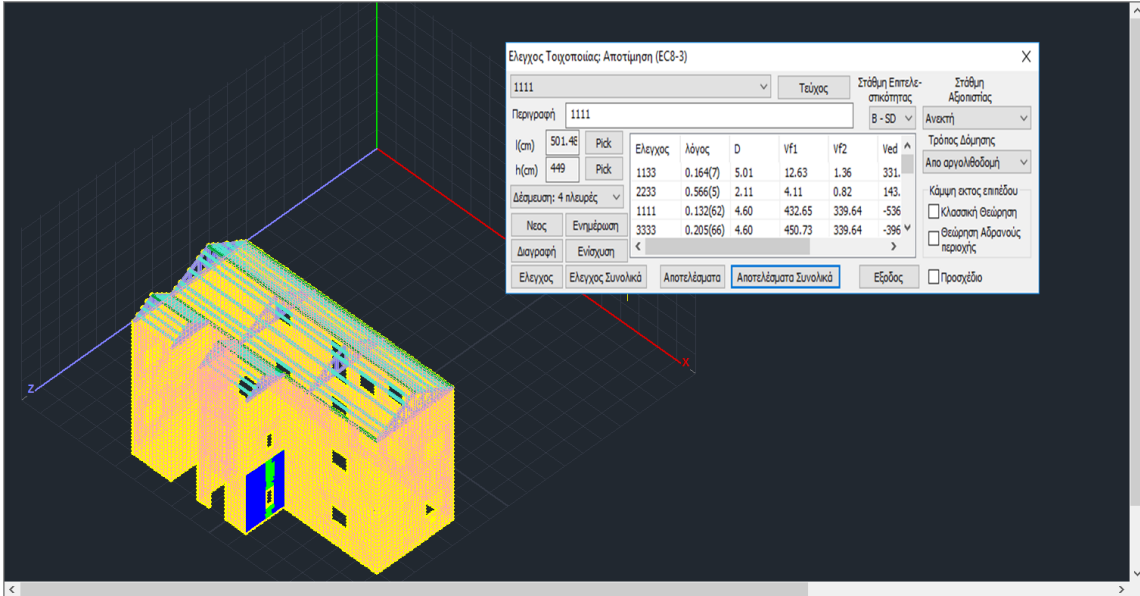 Ελεγχος Τοιχοποιίας: Αποτίμηση (EC8-3)
1111
Τεύχος
Στάθμη Επιτελε-
στικότητας
Στάθμη
Αξιοπιστίας
Περιγραφή
1111
B - SD
Ανεκτή
l(cm)
501.48
Pick
h(cm)
449
Pick
Τρόπος Δόμησης
Απο αργολιθοδομή
Δέσμευση: 4 πλευρές
Ελεγχος λόγος D Vf1 Vf2 Ved
1133 0.164(7) 5.01 12.63 1.36 331.
2233 0.566(5) 2.11 4.11 0.82 143.
1111 0.132(62) 4.60 432.65 339.64 -536
3333 0.205(66) 4.60 450.73 339.64 -396
Κάμψη εκτος επιπέδου
Κλασσική Θεώρηση
Θεώρηση Αδρανούς
περιοχής
Νεος
Ενημέρωση
Διαγραφή
Ενίσχυση
Ελεγχος
Ελεγχος Συνολικά
Αποτελέσματα
Αποτελέσματα Συνολικά
Εξοδος
Προσχέδιο
X
Z